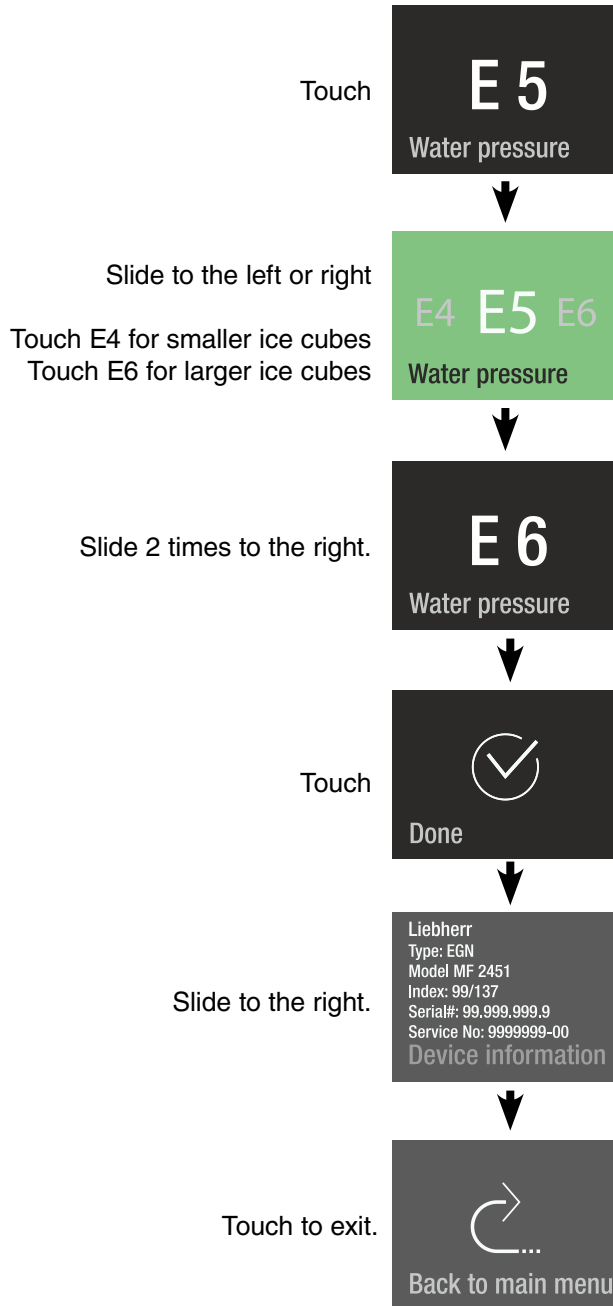 Touch
E 5
Water pressure
Slide to the left or right
Touch E4 for smaller ice cubes
Touch E6 for larger ice cubes
E4 E5 E6
Water pressure
Slide 2 times to the right.
E 6
Water pressure
Touch
Done
Slide to the right.
Liebherr
Type: EGN
Model MF 2451
Index: 99/137
Serial#: 99.999.999.9
Service No: 9999999-00
Device information
Touch to exit.
Back to main menu